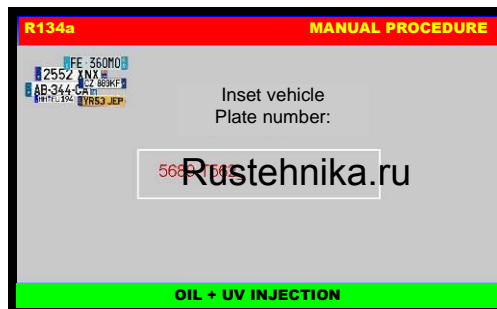 R134a MANUAL PROCEDURE
FE 360MO
2552 XNX
CZ 889KF
AB-344-CA
YR53 JEP
Inset vehicle
Plate number:
Rustehnika.ru
OIL + UV INJECTION